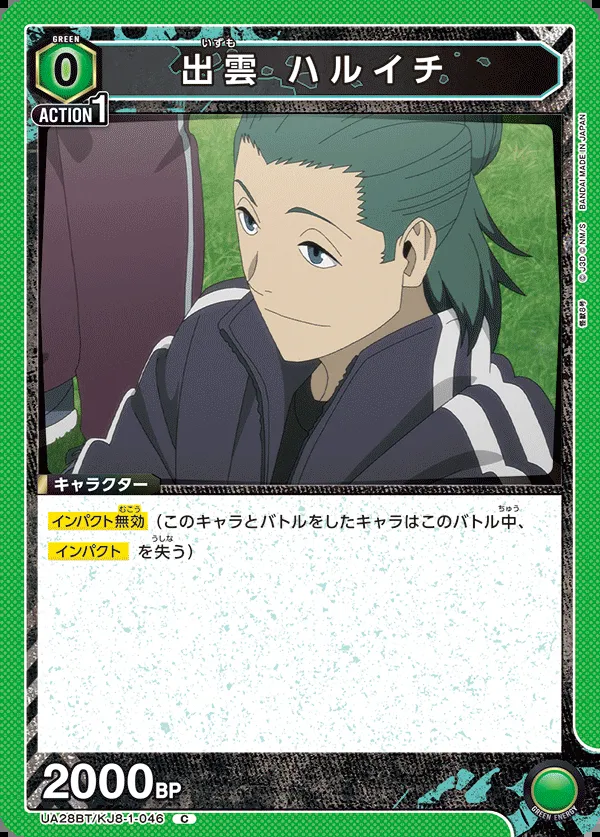 GREEN
0
いずも
出雲 ハルイチ
ACTION 1
BANDAI MADE IN JAPAN
© J3D © NM/S
怪獣8号
キャラクター
むこう ちゅう
インパクト無効（このキャラとバトルをしたキャラはこのバトル中、
うしな
インパクト を失う）
2000BP
UA28BT/KJ8-1-046 C
GREEN ENERGY